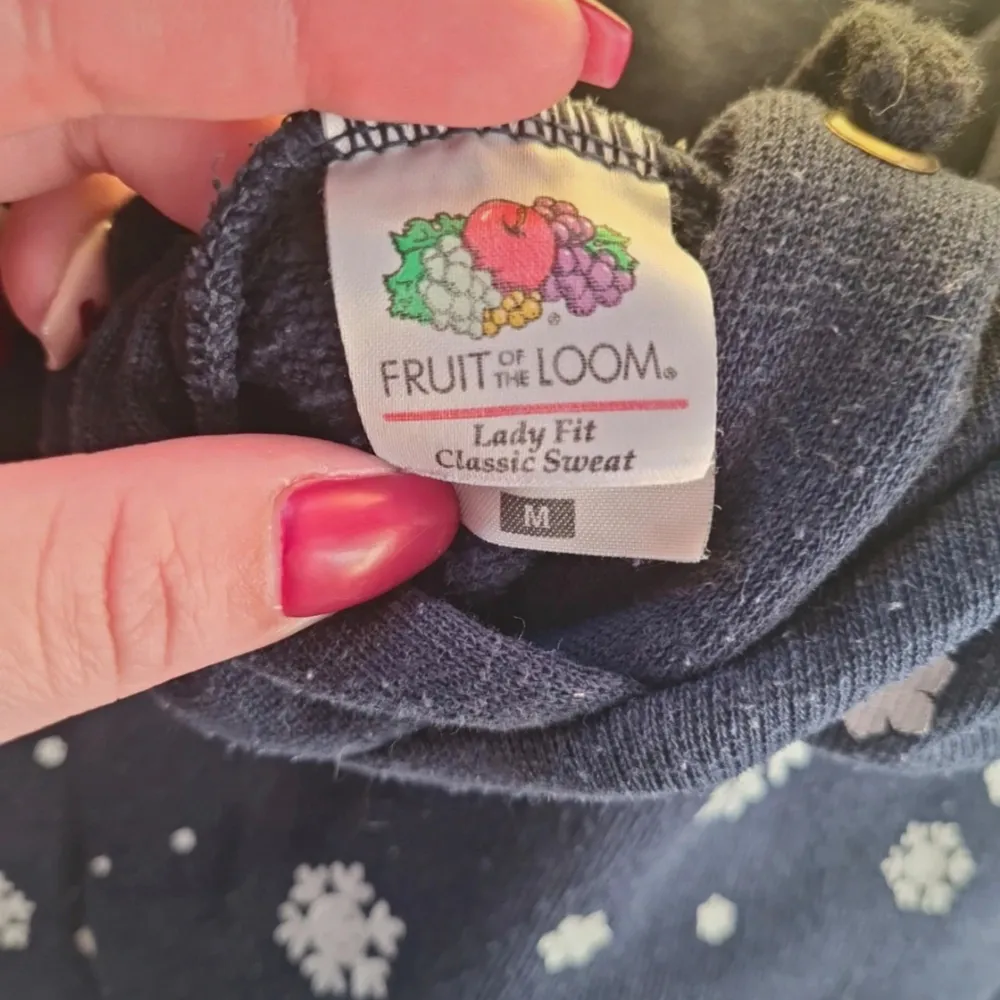 FRUIT OF THE LOOM®
Lady Fit
Classic Sweat
M